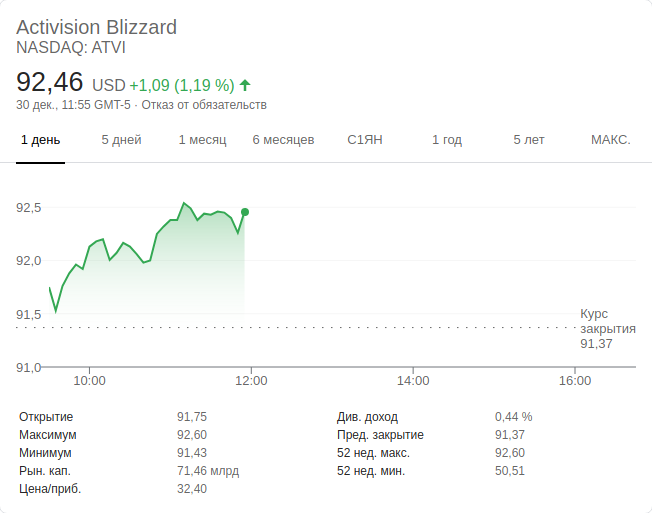 Activision Blizzard
NASDAQ: ATVI
92,46 USD +1,09 (1,19 %)
30 дек., 11:55 GMT-5 · Отказ от обязательств
1 день 5 дней 1 месяц 6 месяцев С1ЯН 1 год 5 лет МАКС.
92,5
92,0
91,5
Курс
закрытия
91,37
91,0
10:00 12:00 14:00 16:00
Открытие 91,75 Див. доход 0,44 %
Максимум 92,60 Пред. закрытие 91,37
Минимум 91,43 52 нед. макс. 92,60
Рын. кап. 71,46 млрд 52 нед. мин. 50,51
Цена/приб. 32,40